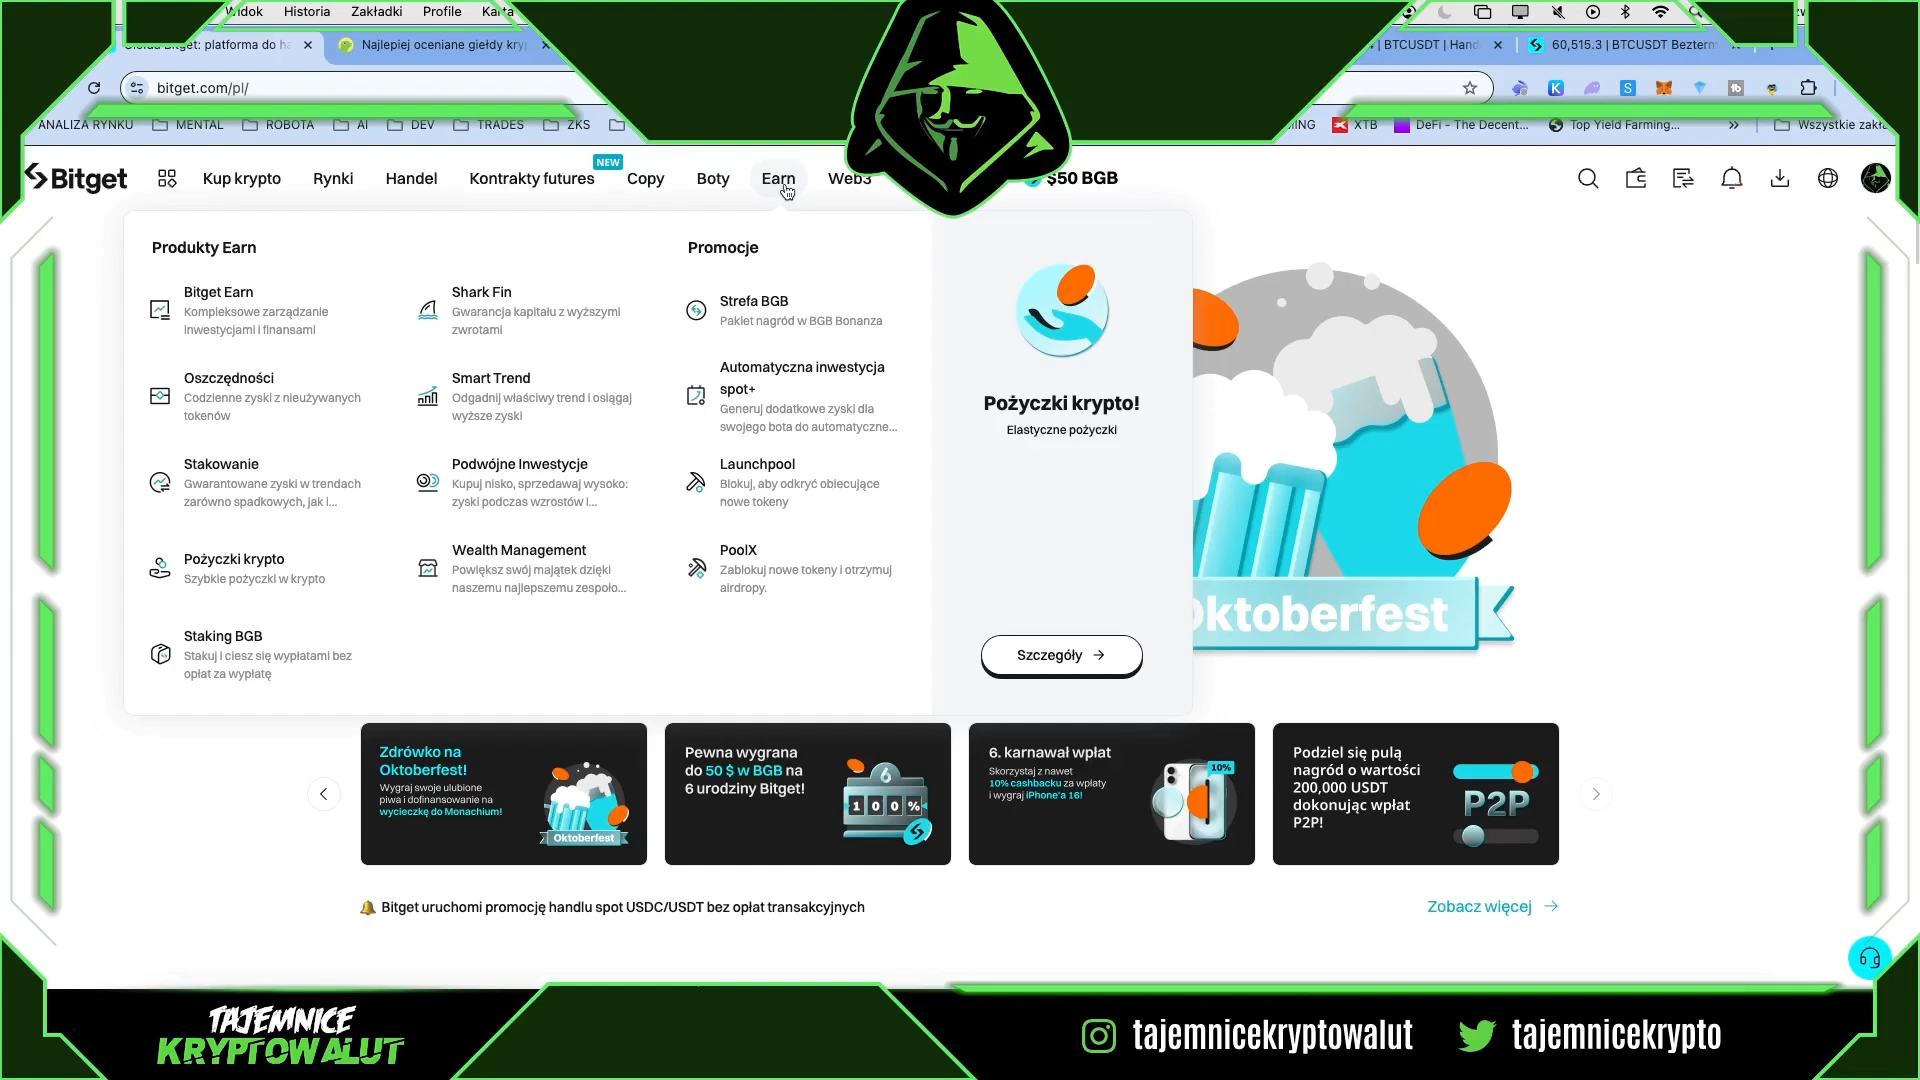 Widok Historia Zakładki Profile Karta
Giełda Bitget: platforma do ha
Najlepiej oceniane giełdy kry
| BTCUSDT | Hand
60,515.3 | BTCUSDT Bezterm
bitget.com/pl/
ANALIZA RYNKU MENTAL ROBOTA AI DEV TRADES ZKS
XTB DeFi - The Decent... Top Yield Farming... » Wszystkie zakła
Bitget Kup krypto Rynki Handel Kontrakty futures NEW Copy Boty Earn Web3 $50 BGB
Produkty Earn
Bitget Earn
Kompleksowe zarządzanie
inwestycjami i finansami
Oszczędności
Codzienne zyski z nieużywanych
tokenów
Stakowanie
Gwarantowane zyski w trendach
zarówno spadkowych, jak i...
Pożyczki krypto
Szybkie pożyczki w krypto
Staking BGB
Stakuj i ciesz się wypłatami bez
opłat za wypłatę
Shark Fin
Gwarancja kapitału z wyższymi
zwrotami
Smart Trend
Odgadnij właściwy trend i osiągaj
wyższe zyski
Podwójne Inwestycje
Kupuj nisko, sprzedawaj wysoko:
zyski podczas wzrostów i...
Wealth Management
Powiększ swój majątek dzięki
naszemu najlepszemu zespoło...
Promocje
Strefa BGB
Pakiet nagród w BGB Bonanza
Automatyczna inwestycja
spot+
Generuj dodatkowe zyski dla
swojego bota do automatyczne...
Launchpool
Blokuj, aby odkryć obiecujące
nowe tokeny
PoolX
Zablokuj nowe tokeny i otrzymuj
airdropy.
Pożyczki krypto!
Elastyczne pożyczki
Szczegóły
Oktoberfest
Zdrówko na
Oktoberfest!
Wygraj swoje ulubione
piwa i dofinansowanie na
wycieczkę do Monachium!
Oktoberfest
Pewna wygrana
do 50 $ w BGB na
6 urodziny Bitget!
6
100%
6. karnawał wpłat
Skorzystaj z nawet
10% cashbacku za wpłaty
i wygraj iPhone'a 16!
10%
Podziel się pulą
nagród o wartości
200,000 USDT
dokonując wpłat
P2P!
P2P
Bitget uruchomi promocję handlu spot USDC/USDT bez opłat transakcyjnych
Zobacz więcej
TAJEMNICE
KRYPTOWALUT
tajemnicekryptowalut
tajemnicekrypto